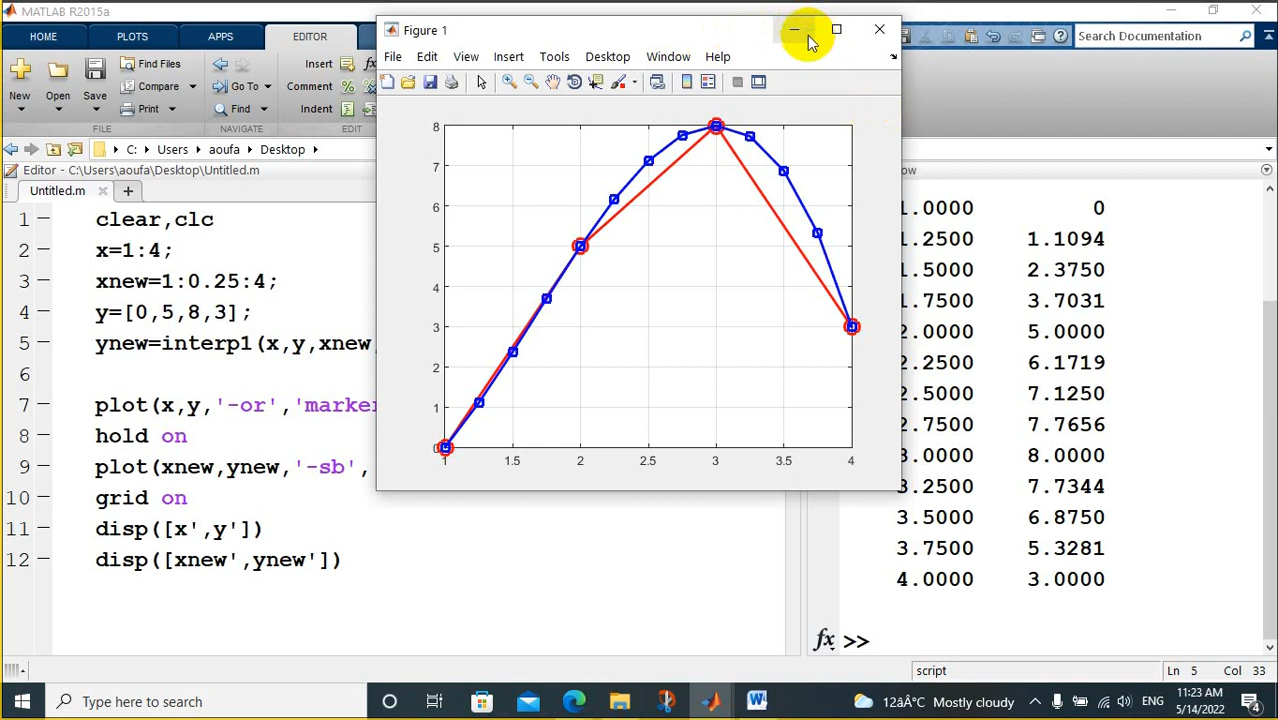 MATLAB R2015a
HOME PLOTS APPS EDITOR
Search Documentation
New Open Save
Find Files
Compare
Print
FILE
Go To
Find
NAVIGATE
Insert
Comment
Indent
EDIT
C: Users aoufa Desktop
Editor - C:\Users\aoufa\Desktop\Untitled.m
Untitled.m
1 clear,clc
2 x=1:4;
3 xnew=1:0.25:4;
4 y=[0,5,8,3];
5 ynew=interp1(x,y,xnew,
6
7 plot(x,y,'-or','marker
8 hold on
9 plot(xnew,ynew,'-sb',
10 grid on
11 disp([x',y'])
12 disp([xnew',ynew'])
Figure 1
File Edit View Insert Tools Desktop Window Help
8
7
6
5
4
3
2
1
0
1 1.5 2 2.5 3 3.5 4
ow
1.0000 0
1.2500 1.1094
1.5000 2.3750
1.7500 3.7031
2.0000 5.0000
2.2500 6.1719
2.5000 7.1250
2.7500 7.7656
3.0000 8.0000
3.2500 7.7344
3.5000 6.8750
3.7500 5.3281
4.0000 3.0000
fx >>
script Ln 5 Col 33
Type here to search
12°C Mostly cloudy
ENG
11:23 AM
5/14/2022
4